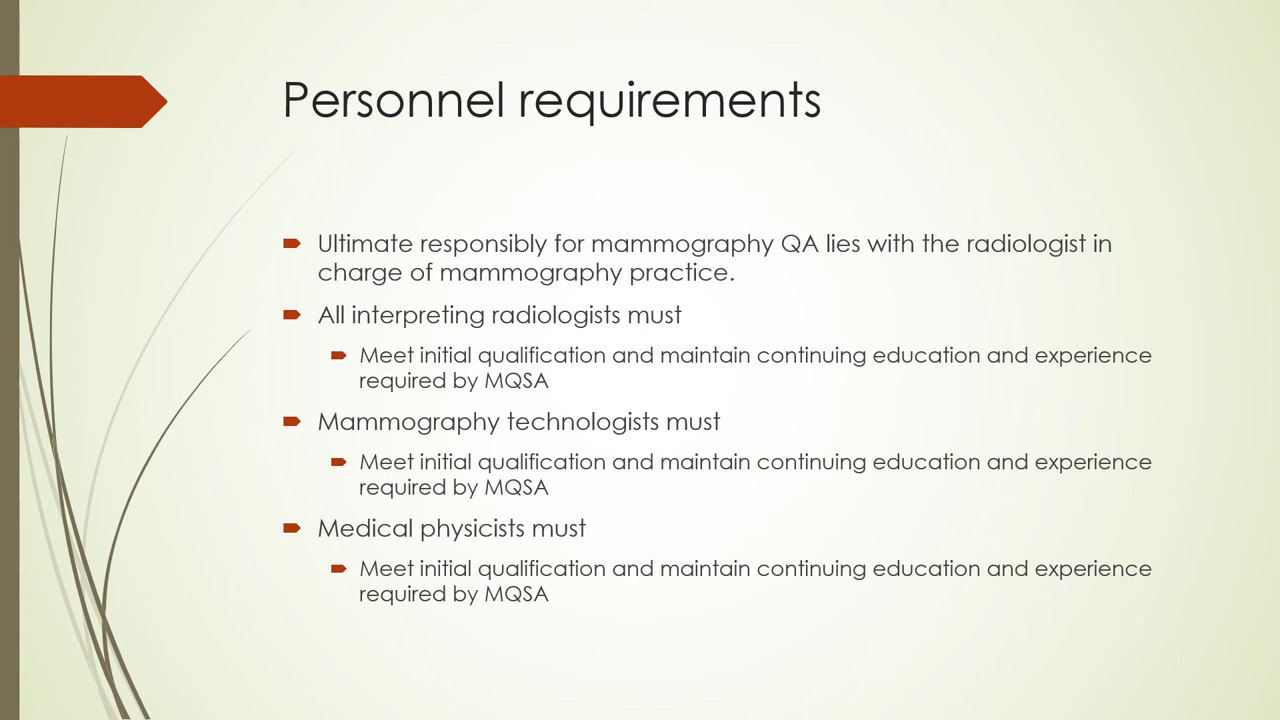 Personnel requirements
Ultimate responsibly for mammography QA lies with the radiologist in
charge of mammography practice.
All interpreting radiologists must
Meet initial qualification and maintain continuing education and experience
required by MQSA
Mammography technologists must
Meet initial qualification and maintain continuing education and experience
required by MQSA
Medical physicists must
Meet initial qualification and maintain continuing education and experience
required by MQSA